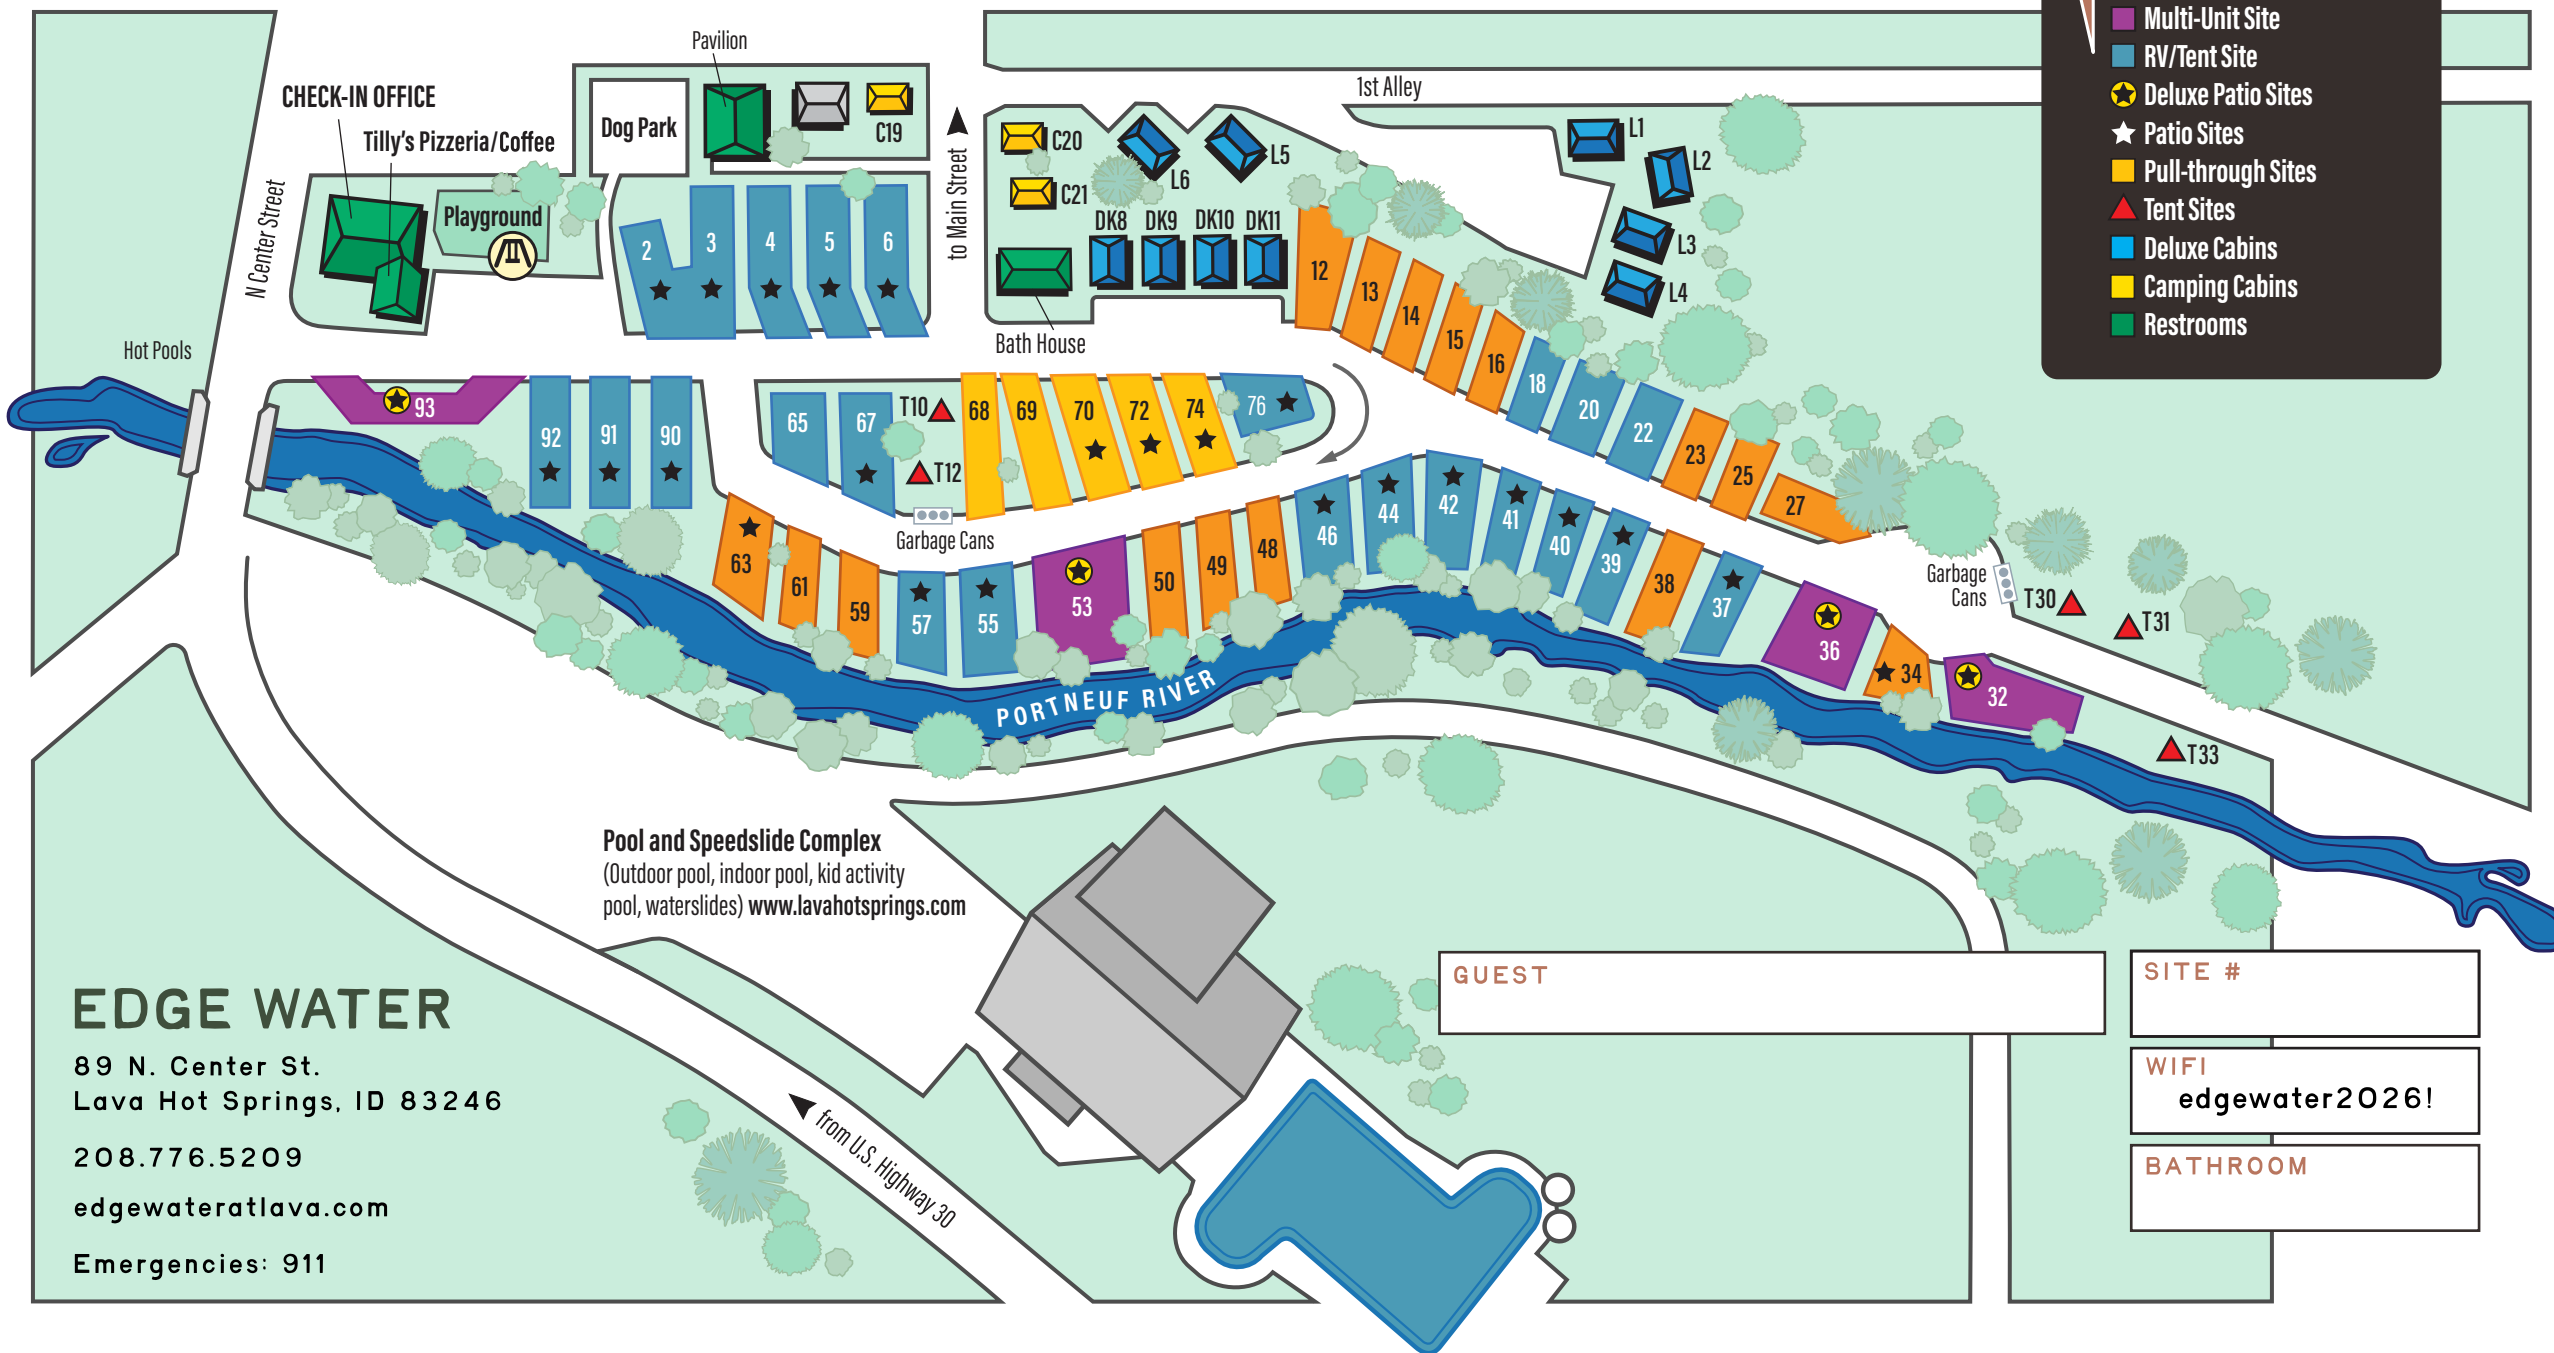 Multi-Unit Site
RV/Tent Site
Deluxe Patio Sites
Patio Sites
Pull-through Sites
Tent Sites
Deluxe Cabins
Camping Cabins
Restrooms
Pavilion
CHECK-IN OFFICE
Tilly's Pizzeria/Coffee
Dog Park
C19
Playground
N Center Street
to Main Street
1st Alley
C20
C21
L6
L5
L1
L2
L3
L4
DK8
DK9
DK10
DK11
Bath House
Hot Pools
2
3
4
5
6
12
13
14
15
16
18
20
22
23
25
27
93
92
91
90
65
67
T10
T12
68
69
70
72
74
76
Garbage Cans
63
61
59
57
55
53
50
49
48
46
44
42
41
40
39
38
37
36
34
32
Garbage
Cans
T30
T31
T33
PORTNEUF RIVER
Pool and Speedslide Complex
(Outdoor pool, indoor pool, kid activity
pool, waterslides) www.lavahotsprings.com
from U.S. Highway 30
EDGE WATER
89 N. Center St.
Lava Hot Springs, ID 83246
208.776.5209
edgewateratlava.com
Emergencies: 911
GUEST
SITE #
WIFI
edgewater2026!
BATHROOM